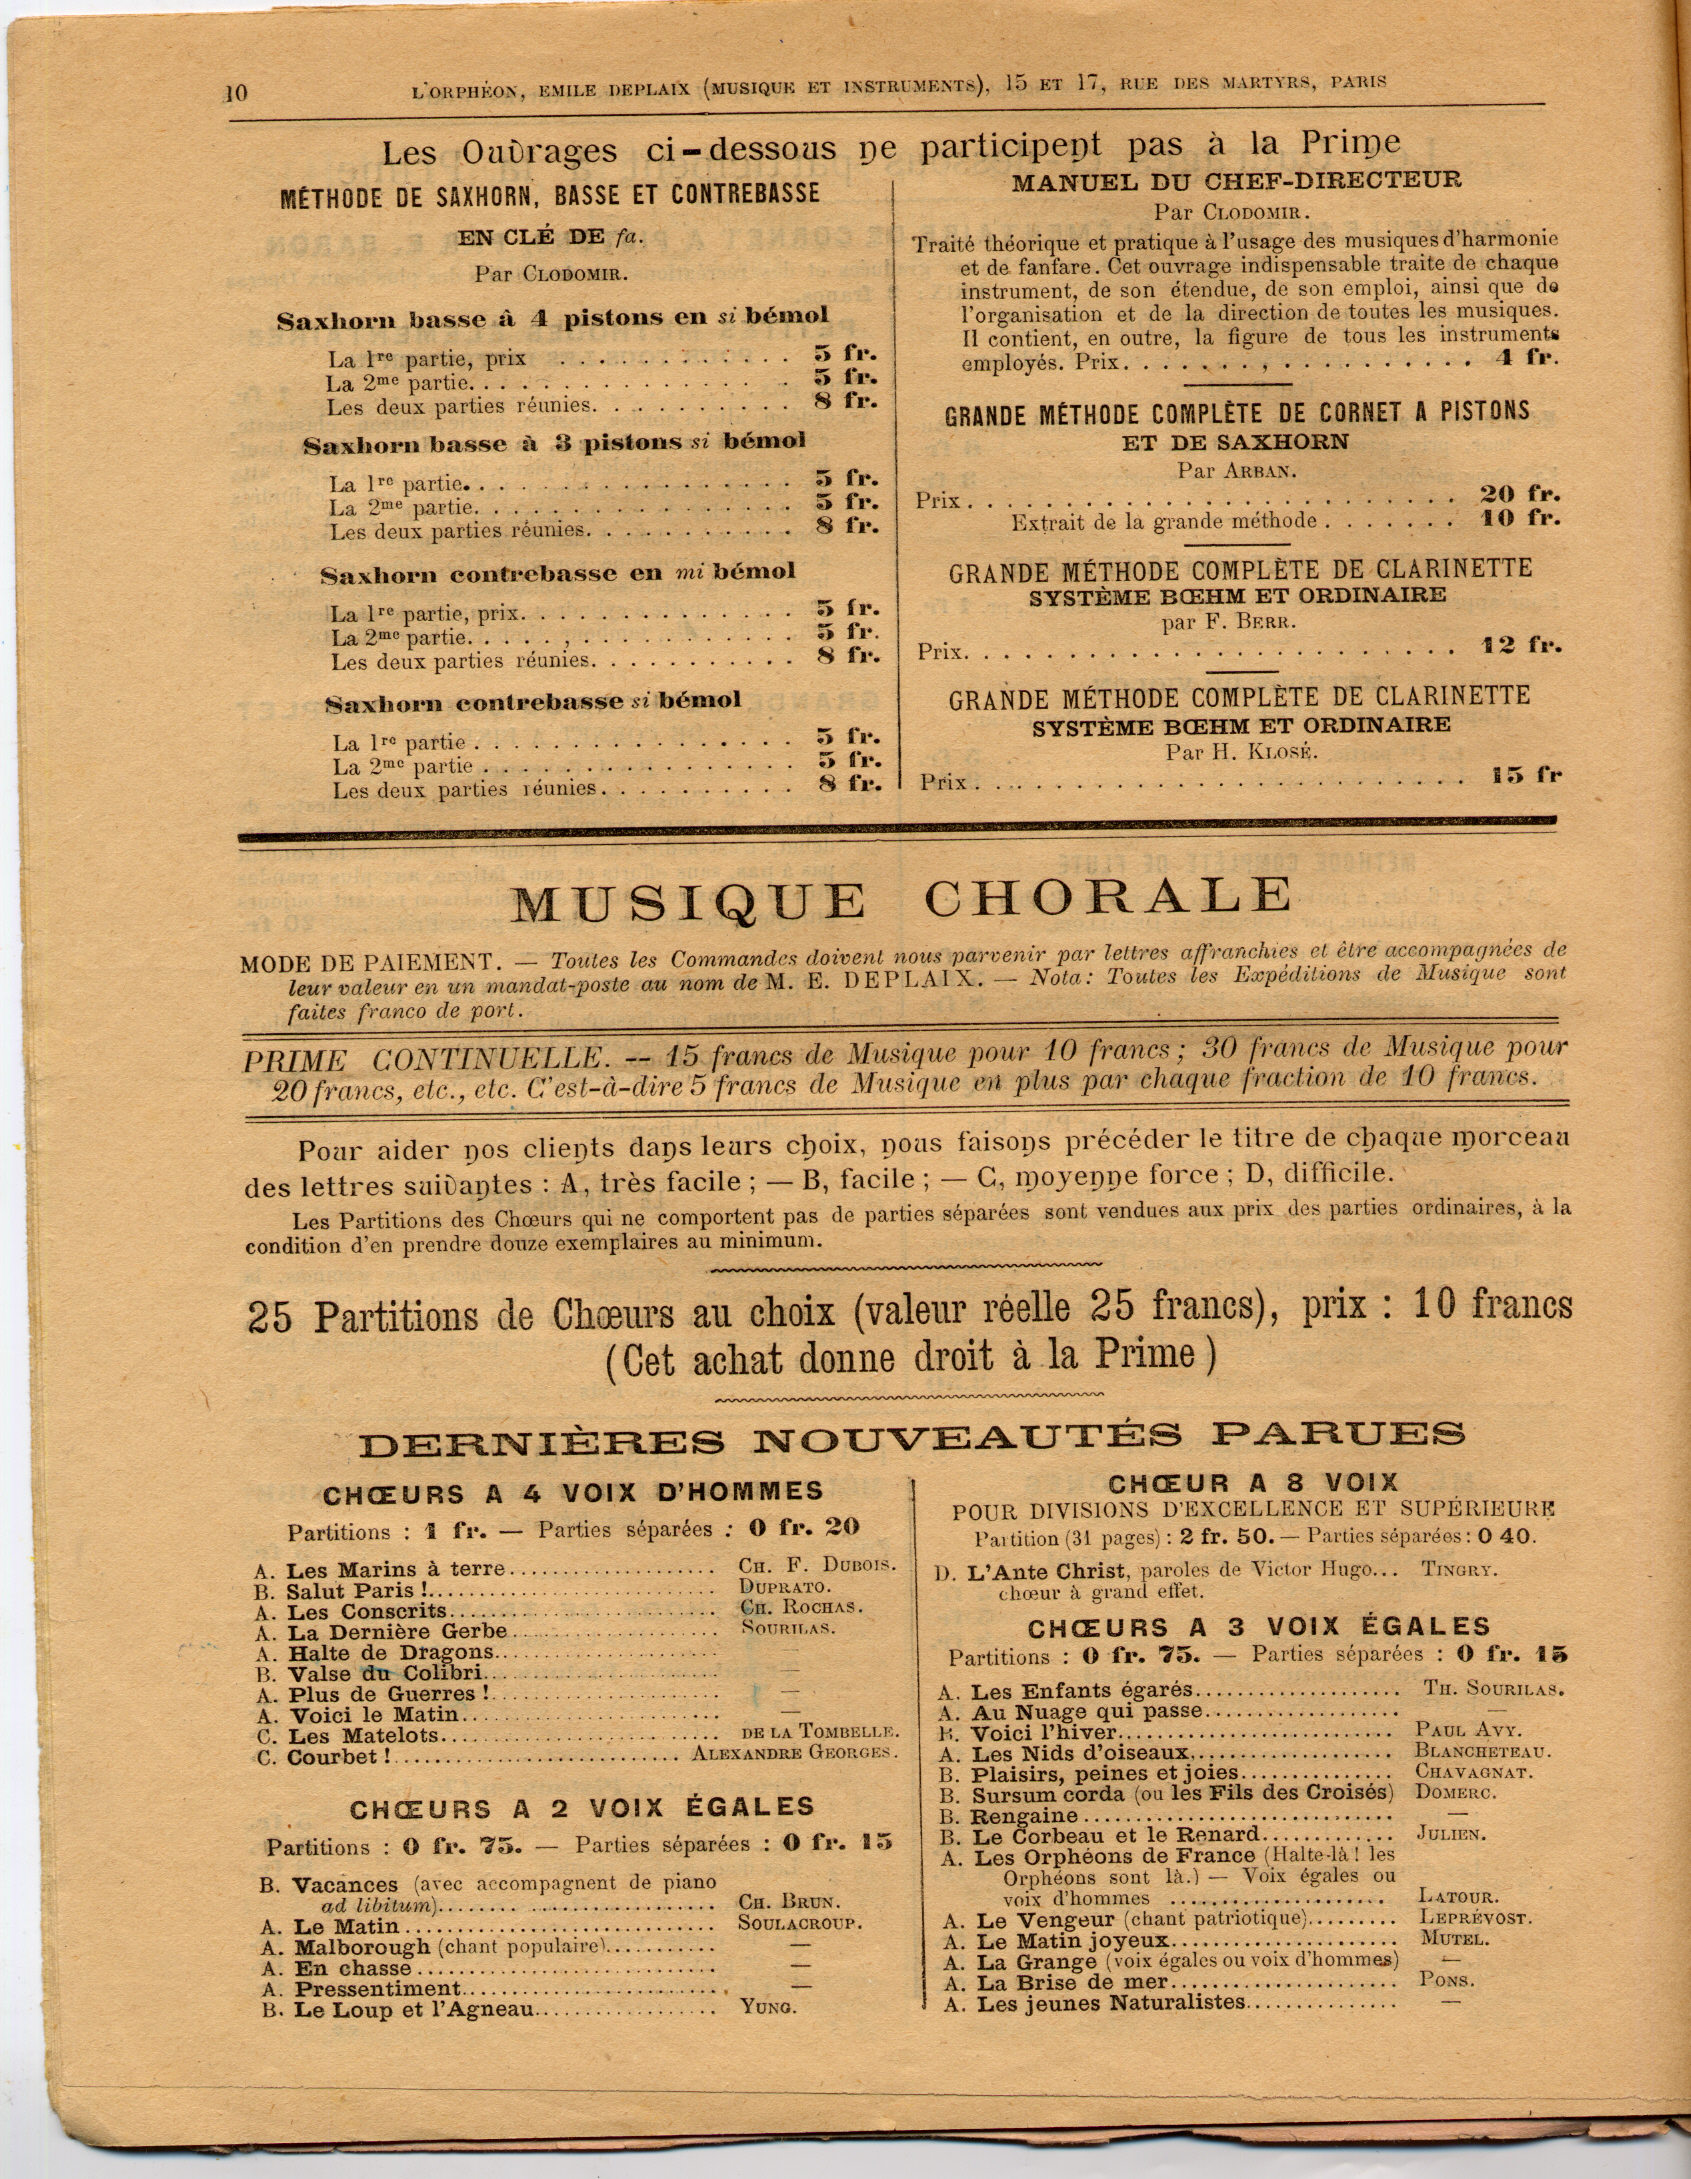 10
L'ORPHÉON, EMILE DEPLAIX (MUSIQUE ET INSTRUMENTS), 15 ET 17, RUE DES MARTYRS, PARIS
Les Ouvrages ci-dessous ne participent pas à la Prime
MÉTHODE DE SAXHORN, BASSE ET CONTREBASSE
EN CLÉ DE fa.
Par CLODOMIR.
Saxhorn basse à 4 pistons en si bémol
La 1re partie, prix . . . . . . . . . . . . 5 fr.
La 2me partie. . . . . . . . . . . . . . . 5 fr.
Les deux parties réunies. . . . . . . . . . 8 fr.
Saxhorn basse à 3 pistons si bémol
La 1re partie. . . . . . . . . . . . . . . 5 fr.
La 2me partie. . . . . . . . . . . . . . . 5 fr.
Les deux parties réunies. . . . . . . . . . 8 fr.
Saxhorn contrebasse en mi bémol
La 1re partie, prix. . . . . . . . . . . . 5 fr.
La 2me partie. . . . . , . . . . . . . . . 5 fr.
Les deux parties réunies. . . . . . . . . . 8 fr.
Saxhorn contrebasse si bémol
La 1re partie . . . . . . . . . . . . . . . 5 fr.
La 2me partie . . . . . . . . . . . . . . . 5 fr.
Les deux parties réunies. . . . . . . . . . 8 fr.
MANUEL DU CHEF-DIRECTEUR
Par CLODOMIR.
Traité théorique et pratique à l'usage des musiques d'harmonie
et de fanfare. Cet ouvrage indispensable traite de chaque
instrument, de son étendue, de son emploi, ainsi que de
l'organisation et de la direction de toutes les musiques.
Il contient, en outre, la figure de tous les instruments
employés. Prix. . . . . . , . . . . . . . . . . 4 fr.
GRANDE MÉTHODE COMPLÈTE DE CORNET A PISTONS
ET DE SAXHORN
Par ARBAN.
Prix. . . . . . . . . . . . . . . . . . . . . . 20 fr.
Extrait de la grande méthode . . . . . . . 10 fr.
GRANDE MÉTHODE COMPLÈTE DE CLARINETTE
SYSTÈME BŒHM ET ORDINAIRE
par F. BERR.
Prix. . . . . . . . . . . . . . . . . . . . . . 12 fr.
GRANDE MÉTHODE COMPLÈTE DE CLARINETTE
SYSTÈME BŒHM ET ORDINAIRE
Par H. KLOSÉ.
Prix. . . . . . . . . . . . . . . . . . . . . . 15 fr
MUSIQUE CHORALE
MODE DE PAIEMENT. — Toutes les Commandes doivent nous parvenir par lettres affranchies et être accompagnées de
leur valeur en un mandat-poste au nom de M. E. DEPLAIX. — Nota: Toutes les Expéditions de Musique sont
faites franco de port.
PRIME CONTINUELLE. -- 15 francs de Musique pour 10 francs; 30 francs de Musique pour
20 francs, etc., etc. C'est-à-dire 5 francs de Musique en plus par chaque fraction de 10 francs.
Pour aider nos clients dans leurs choix, nous faisons précéder le titre de chaque morceau
des lettres suivantes : A, très facile ; — B, facile ; — C, moyenne force ; D, difficile.
Les Partitions des Chœurs qui ne comportent pas de parties séparées sont vendues aux prix des parties ordinaires, à la
condition d'en prendre douze exemplaires au minimum.
25 Partitions de Chœurs au choix (valeur réelle 25 francs), prix : 10 francs
(Cet achat donne droit à la Prime)
DERNIÈRES NOUVEAUTÉS PARUES
CHŒURS A 4 VOIX D'HOMMES
Partitions : 1 fr. — Parties séparées : 0 fr. 20
A. Les Marins à terre.................... CH. F. DUBOIS.
B. Salut Paris !............................ DUPRATO.
A. Les Conscrits.......................... CH. ROCHAS.
A. La Dernière Gerbe.................... SOURILAS.
A. Halte de Dragons...................... —
B. Valse du Colibri....................... —
A. Plus de Guerres !...................... —
A. Voici le Matin......................... —
C. Les Matelots........................... DE LA TOMBELLE.
C. Courbet !............................ ALEXANDRE GEORGES.
CHŒURS A 2 VOIX ÉGALES
Partitions : 0 fr. 75. — Parties séparées : 0 fr. 15
B. Vacances (avec accompagnent de piano
ad libitum)........ .................. CH. BRUN.
A. Le Matin.............................. SOULACROUP.
A. Malborough (chant populaire)........... —
A. En chasse............................. —
A. Pressentiment......................... —
B. Le Loup et l'Agneau.................. YUNG.
CHŒUR A 8 VOIX
POUR DIVISIONS D'EXCELLENCE ET SUPÉRIEURE
Partition (31 pages) : 2 fr. 50. — Parties séparées : 0 40.
D. L'Ante Christ, paroles de Victor Hugo... TINGRY.
chœur à grand effet.
CHŒURS A 3 VOIX ÉGALES
Partitions : 0 fr. 75. — Parties séparées : 0 fr. 15
A. Les Enfants égarés.................... TH. SOURILAS.
A. Au Nuage qui passe................... —
B. Voici l'hiver........................... PAUL AVY.
A. Les Nids d'oiseaux.................... BLANCHETEAU.
B. Plaisirs, peines et joies............... CHAVAGNAT.
B. Sursum corda (ou les Fils des Croisés) DOMERC.
B. Rengaine.............................. —
B. Le Corbeau et le Renard............. JULIEN.
A. Les Orphéons de France (Halte-là ! les
Orphéons sont là.) — Voix égales ou
voix d'hommes ...................... LATOUR.
A. Le Vengeur (chant patriotique)......... LEPRÉVOST.
A. Le Matin joyeux...................... MUTEL.
A. La Grange (voix égales ou voix d'hommes) —
A. La Brise de mer...................... PONS.
A. Les jeunes Naturalistes............... —